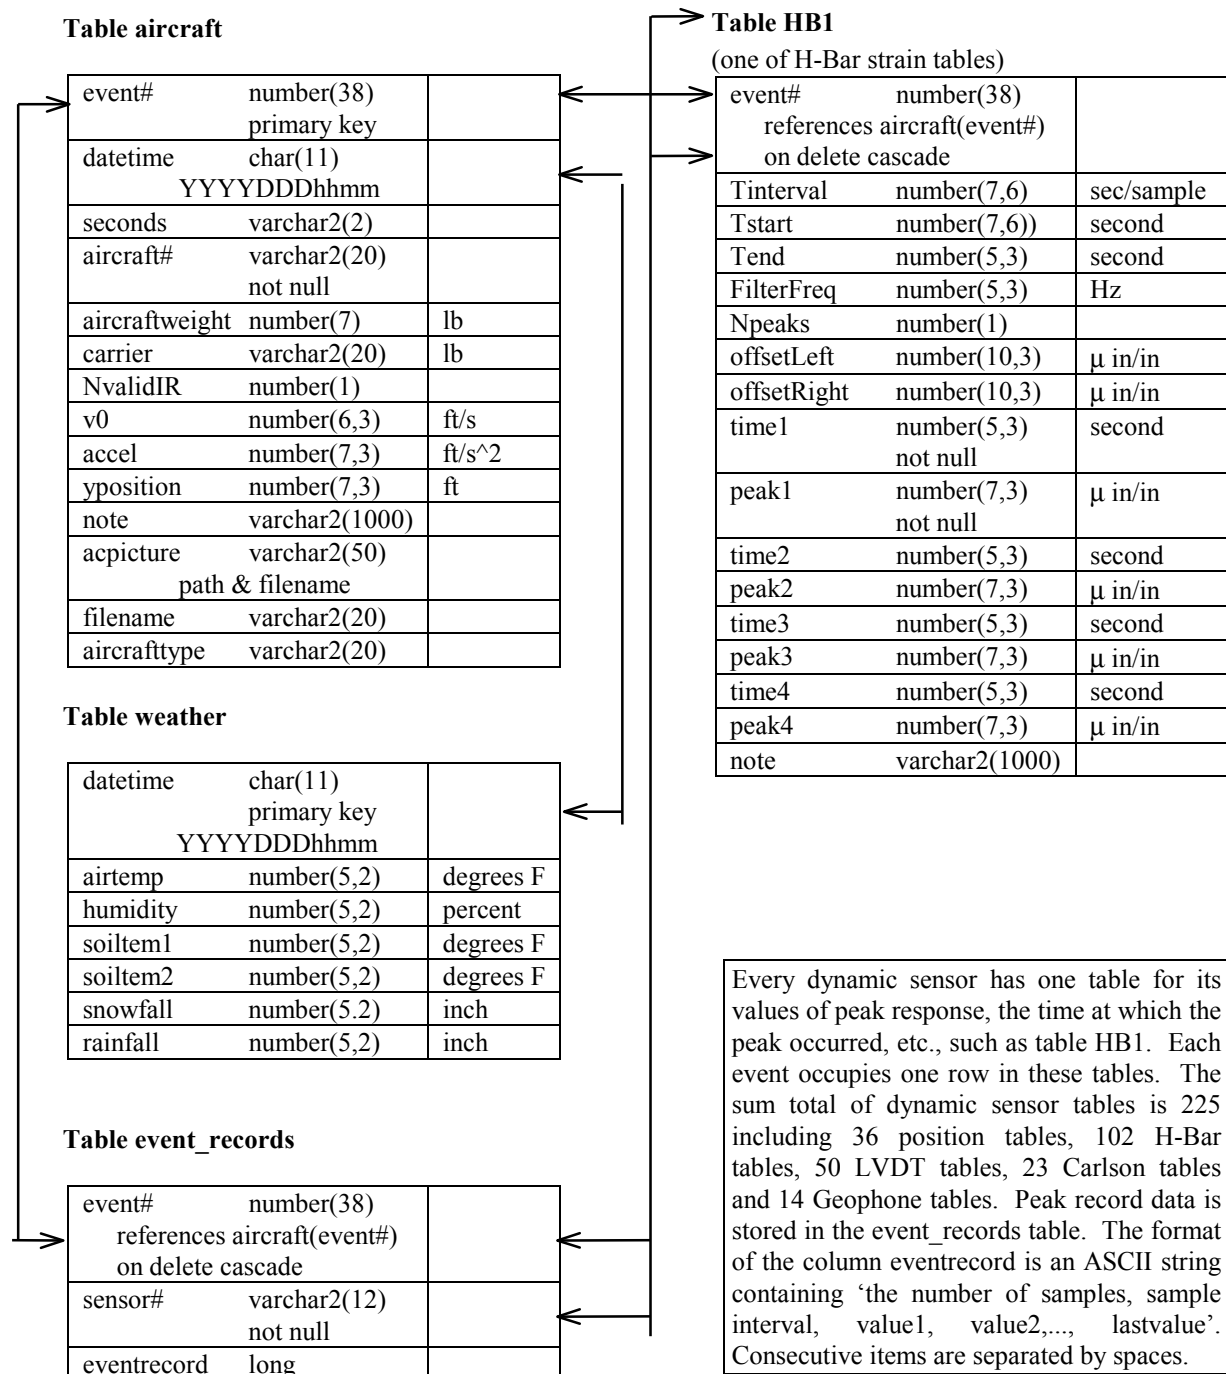 Table aircraft
event# number(38)
primary key
datetime char(11)
YYYYDDDhhmm
seconds varchar2(2)
aircraft# varchar2(20)
not null
aircraftweight number(7) lb
carrier varchar2(20) lb
NvalidIR number(1)
v0 number(6,3) ft/s
accel number(7,3) ft/s^2
yposition number(7,3) ft
note varchar2(1000)
acpicture varchar2(50)
path & filename
filename varchar2(20)
aircrafttype varchar2(20)
Table weather
datetime char(11)
primary key
YYYYDDDhhmm
airtemp number(5,2) degrees F
humidity number(5,2) percent
soiltem1 number(5,2) degrees F
soiltem2 number(5,2) degrees F
snowfall number(5.2) inch
rainfall number(5,2) inch
Table event_records
event# number(38)
references aircraft(event#)
on delete cascade
sensor# varchar2(12)
not null
eventrecord long
Table HB1
(one of H-Bar strain tables)
event# number(38)
references aircraft(event#)
on delete cascade
Tinterval number(7,6) sec/sample
Tstart number(7,6)) second
Tend number(5,3) second
FilterFreq number(5,3) Hz
Npeaks number(1)
offsetLeft number(10,3) μ in/in
offsetRight number(10,3) μ in/in
time1 number(5,3) second
not null
peak1 number(7,3) μ in/in
not null
time2 number(5,3) second
peak2 number(7,3) μ in/in
time3 number(5,3) second
peak3 number(7,3) μ in/in
time4 number(5,3) second
peak4 number(7,3) μ in/in
note varchar2(1000)
Every dynamic sensor has one table for its
values of peak response, the time at which the
peak occurred, etc., such as table HB1. Each
event occupies one row in these tables. The
sum total of dynamic sensor tables is 225
including 36 position tables, 102 H-Bar
tables, 50 LVDT tables, 23 Carlson tables
and 14 Geophone tables. Peak record data is
stored in the event_records table. The format
of the column eventrecord is an ASCII string
containing ‘the number of samples, sample
interval, value1, value2,..., lastvalue’.
Consecutive items are separated by spaces.